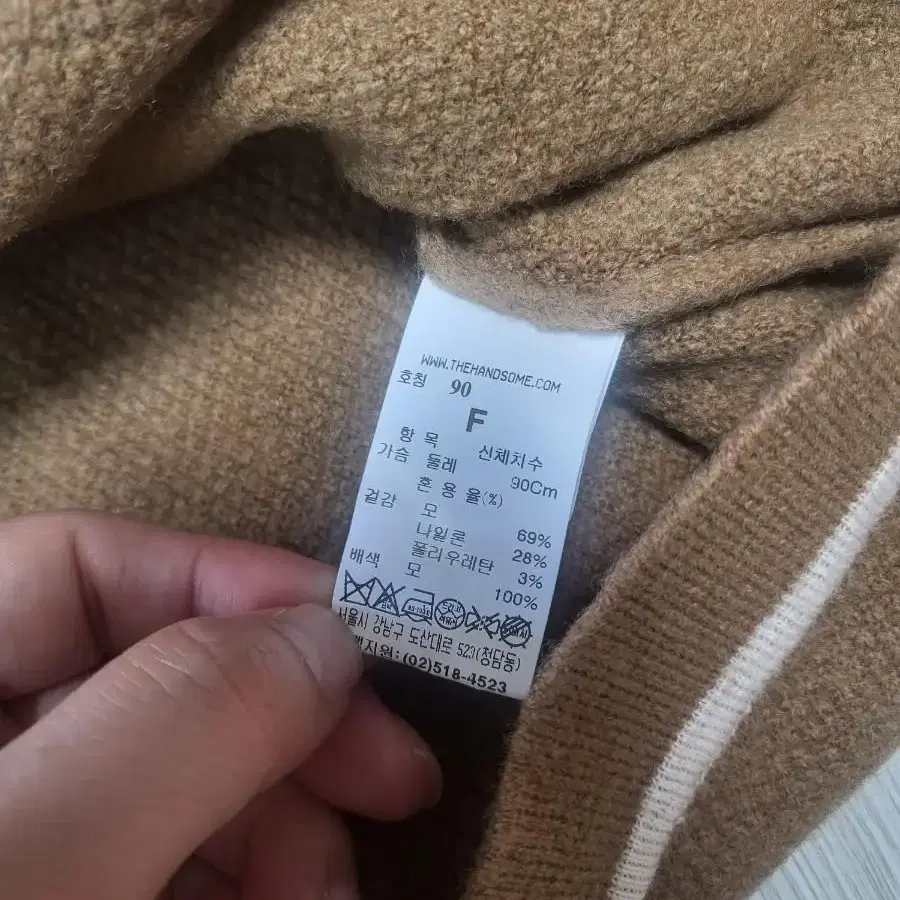 WWW.THEHANDSOME.COM
호칭 90
F
항 목 신체치수
가슴 둘레 90Cm
혼 용 율(%)
겉감 모 69%
나일론 28%
폴리우레탄 3%
배색 모 100%
서울시 강남구 도산대로 523(청담동)
지원:(02)518-4523